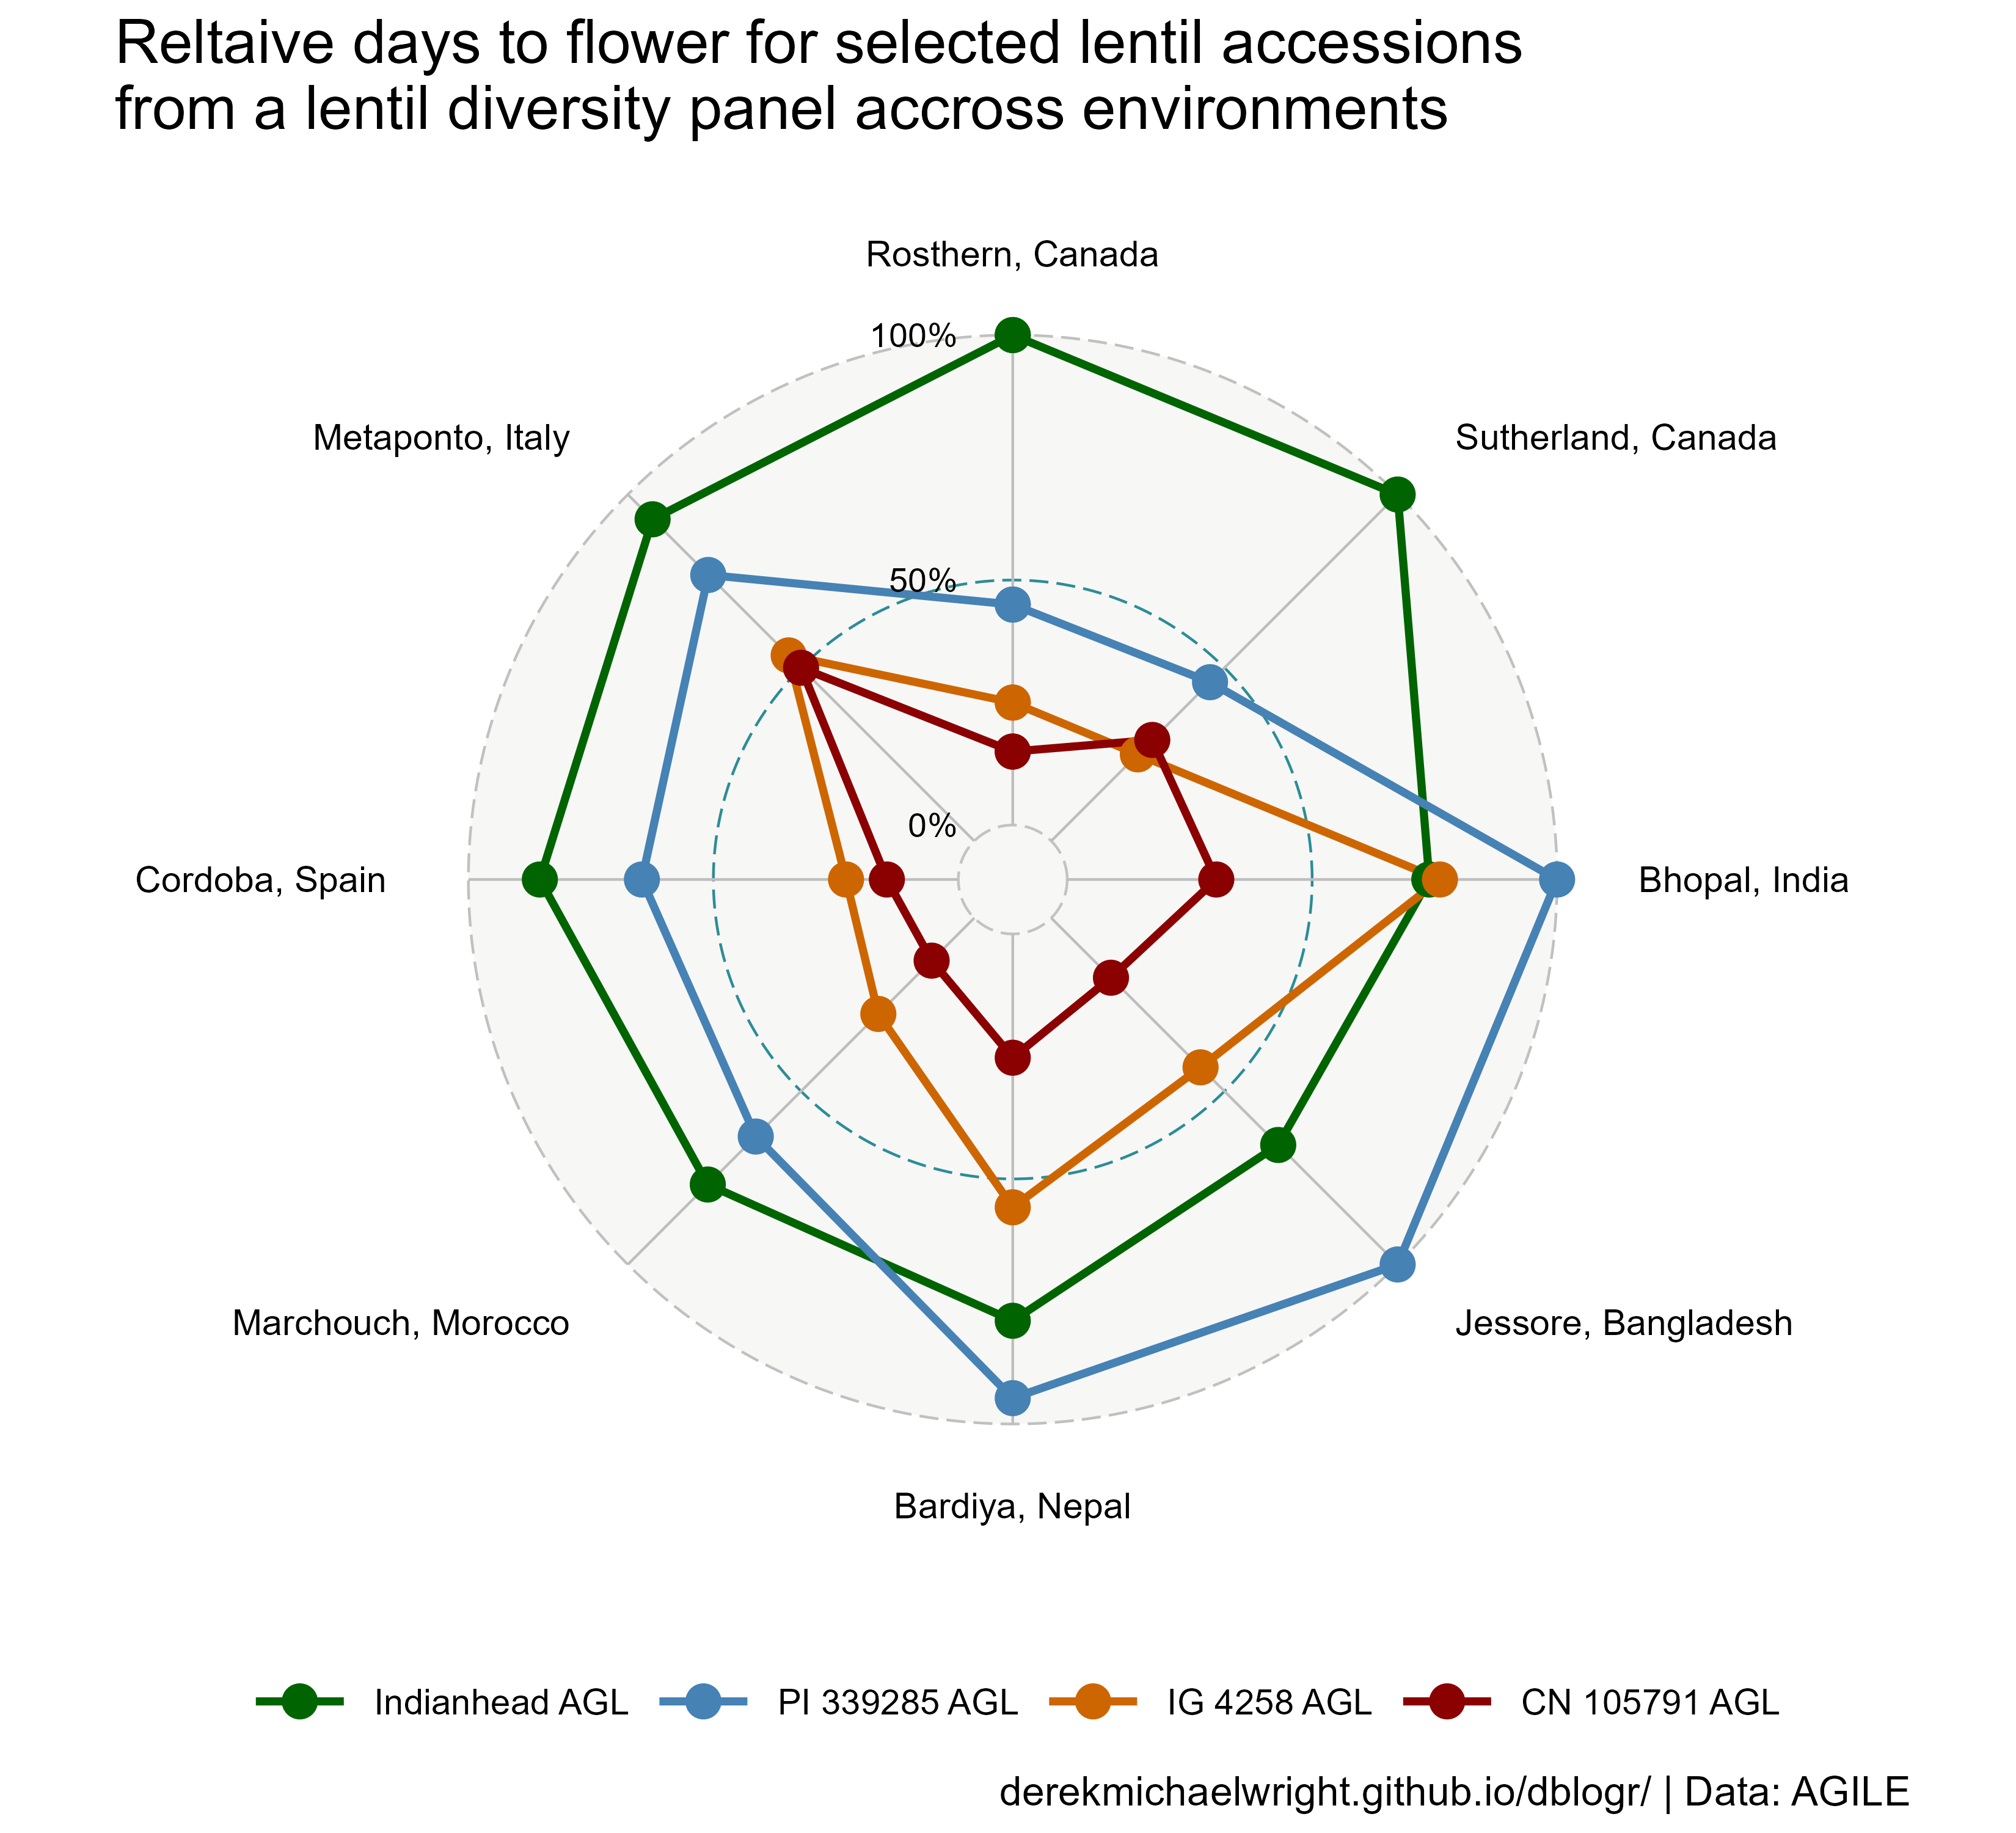 Reltaive days to flower for selected lentil accessions
from a lentil diversity panel accross environments
Rosthern, Canada
100%
Metaponto, Italy
Sutherland, Canada
50%
0%
Cordoba, Spain
Bhopal, India
Marchouch, Morocco
Jessore, Bangladesh
Bardiya, Nepal
Indianhead AGL
PI 339285 AGL
IG 4258 AGL
CN 105791 AGL
derekmichaelwright.github.io/dblogr/ | Data: AGILE